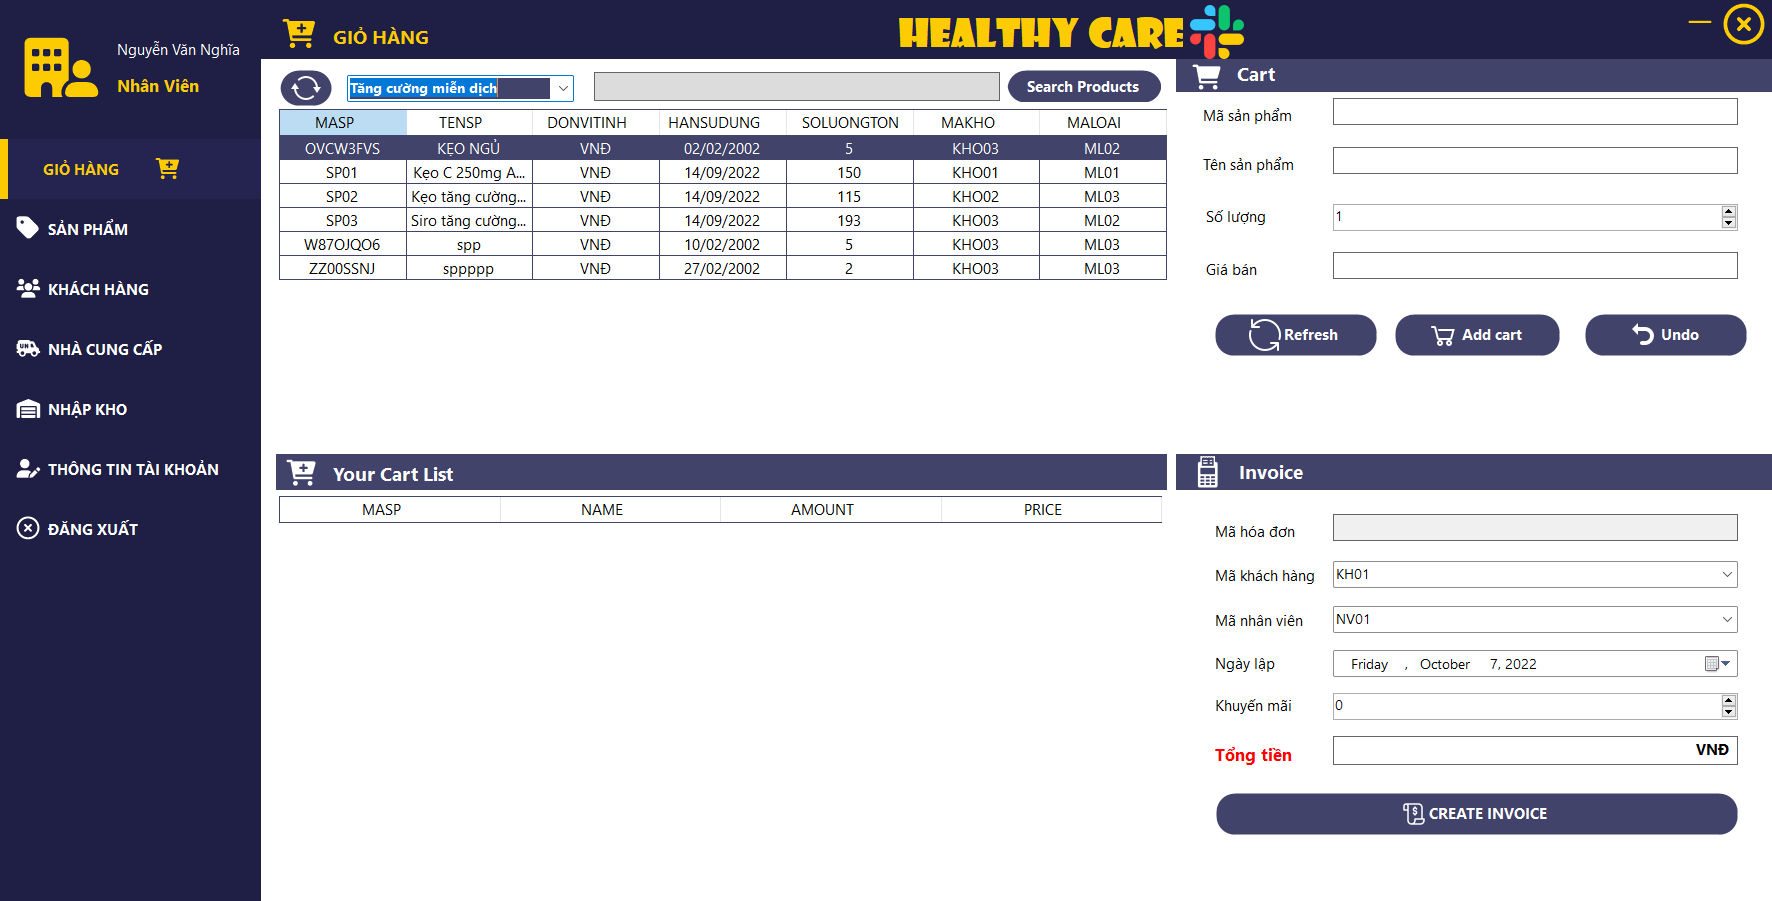 Nguyễn Văn Nghĩa
Nhân Viên
GIỎ HÀNG
SẢN PHẨM
KHÁCH HÀNG
NHÀ CUNG CẤP
NHẬP KHO
THÔNG TIN TÀI KHOẢN
ĐĂNG XUẤT
GIỎ HÀNG
HEALTHY CARE
Tăng cường miễn dịch
Search Products
MASP TENSP DONVITINH HANSUDUNG SOLUONGTON MAKHO MALOAI
OVCW3FVS KẸO NGỦ VNĐ 02/02/2002 5 KHO03 ML02
SP01 Kẹo C 250mg A... VNĐ 14/09/2022 150 KHO01 ML01
SP02 Kẹo tăng cường... VNĐ 14/09/2022 115 KHO02 ML03
SP03 Siro tăng cường... VNĐ 14/09/2022 193 KHO03 ML02
W87OJQO6 spp VNĐ 10/02/2002 5 KHO03 ML03
ZZ00SSNJ sppppp VNĐ 27/02/2002 2 KHO03 ML03
Cart
Mã sản phẩm
Tên sản phẩm
Số lượng 1
Giá bán
Refresh Add cart Undo
Your Cart List
MASP NAME AMOUNT PRICE
Invoice
Mã hóa đơn
Mã khách hàng KH01
Mã nhân viên NV01
Ngày lập Friday , October 7, 2022
Khuyến mãi 0
Tổng tiền VNĐ
CREATE INVOICE